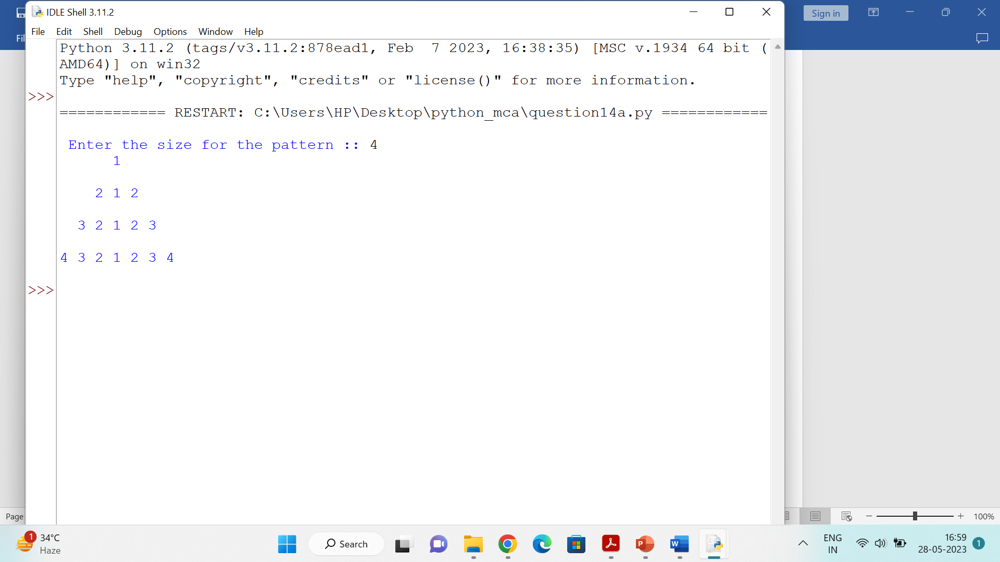 IDLE Shell 3.11.2
Sign in
File Edit Shell Debug Options Window Help
Fil
Python 3.11.2 (tags/v3.11.2:878ead1, Feb  7 2023, 16:38:35) [MSC v.1934 64 bit (
AMD64)] on win32
Type "help", "copyright", "credits" or "license()" for more information.
>>>
============ RESTART: C:\Users\HP\Desktop\python_mca\question14a.py ============
Enter the size for the pattern :: 4
1
2 1 2
3 2 1 2 3
4 3 2 1 2 3 4
>>>
Page
100%
1
34°C
Haze
Search
ENG
IN
16:59
28-05-2023
1